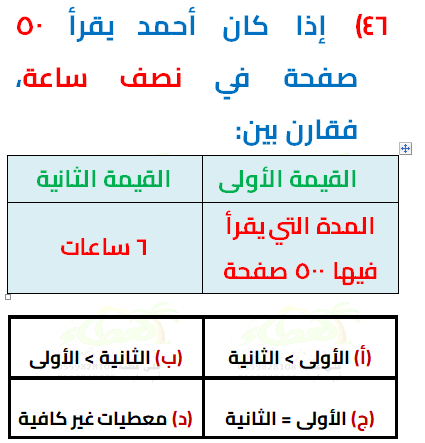 ٤٦) إذا كان أحمد يقرأ ٥٠
صفحة في نصف ساعة،
فقارن بين:
القيمة الأولى القيمة الثانية
المدة التي يقرأ
فيها ٥٠٠ صفحة
٦ ساعات
(أ) الأولى > الثانية (ب) الثانية > الأولى
(ج) الأولى = الثانية (د) معطيات غير كافية